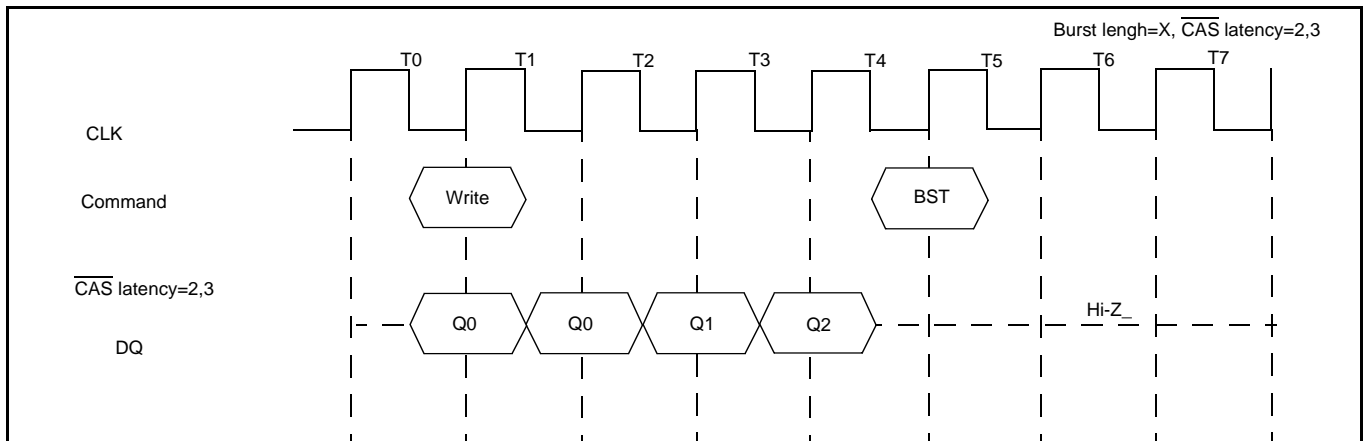 Burst lengh=X, CAS latency=2,3
T0 T1 T2 T3 T4 T5 T6 T7
CLK
Command
Write
BST
CAS latency=2,3
Q0 Q0 Q1 Q2
Hi-Z_
DQ